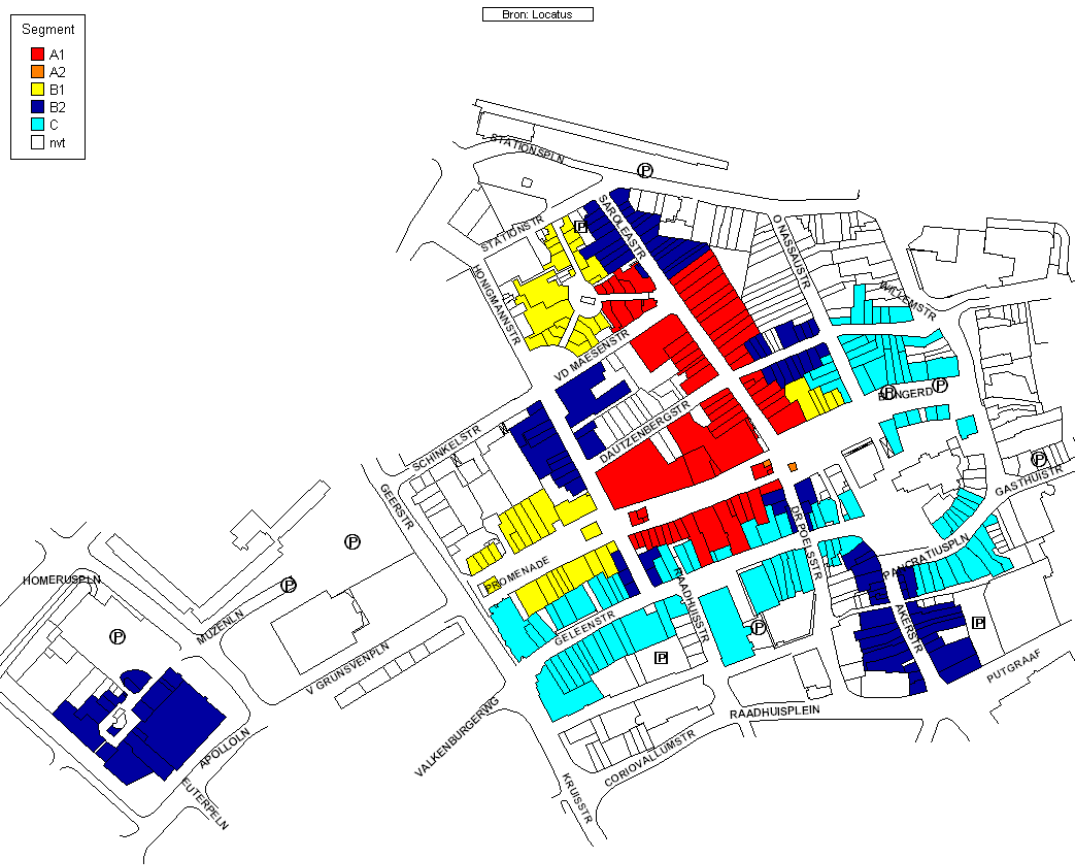 Bron: Locatus
Segment
A1
A2
B1
B2
C
nvt
STATIONSPLN
P
SAROLEASTR
P
STATIONSTR
O NASSAUSTR
HONIGMANNSTR
WILLEMSTR
VD MAESENSTR
P
P
BONGERD
DAUTZENBERGSTR
SCHINKELSTR
P
GASTHUISTR
GEERSTR
DR POELSSTR
P
PANCRATIUSPLN
PROMENADE
HOMERUSPLN
P
RAADHUISSTR
MUZENLN
AKERSTR
GELEENSTR
P
P
P
P
V GRUNSVENPLN
PUTGRAAF
VALKENBURGERWG
RAADHUISPLEIN
APOLLOLN
CORIOVALLUMSTR
EUTERPELN
KRUISSTR